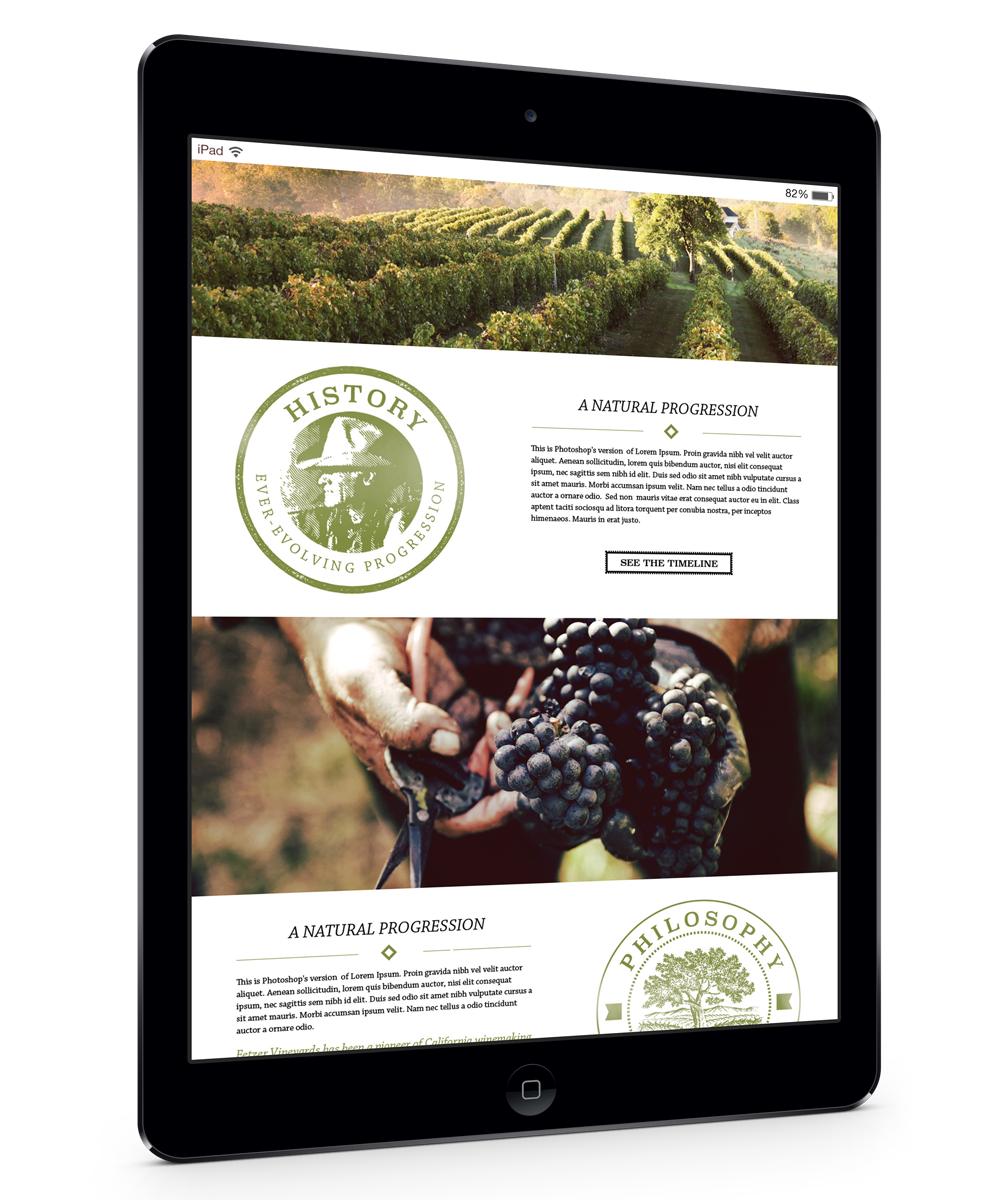 iPad
82%
HISTORY
EVER-EVOLVING PROGRESSION
A NATURAL PROGRESSION
This is Photoshop's version of Lorem Ipsum. Proin gravida nibh vel velit auctor
aliquet. Aenean sollicitudin, lorem quis bibendum auctor, nisi elit consequat
ipsum, nec sagittis sem nibh id elit. Duis sed odio sit amet nibh vulputate cursus a
sit amet mauris. Morbi accumsan ipsum velit. Nam nec tellus a odio tincidunt
auctor a ornare odio. Sed non mauris vitae erat consequat auctor eu in elit. Class
aptent taciti sociosqu ad litora torquent per conubia nostra, per inceptos
himenaeos. Mauris in erat justo.
SEE THE TIMELINE
A NATURAL PROGRESSION
This is Photoshop's version of Lorem Ipsum. Proin gravida nibh vel velit auctor
aliquet. Aenean sollicitudin, lorem quis bibendum auctor, nisi elit consequat
ipsum, nec sagittis sem nibh id elit. Duis sed odio sit amet nibh vulputate cursus a
sit amet mauris. Morbi accumsan ipsum velit. Nam nec tellus a odio tincidunt
auctor a ornare odio.
Fetzer Vineyards has been a pioneer of California winemaking
PHILOSOPHY